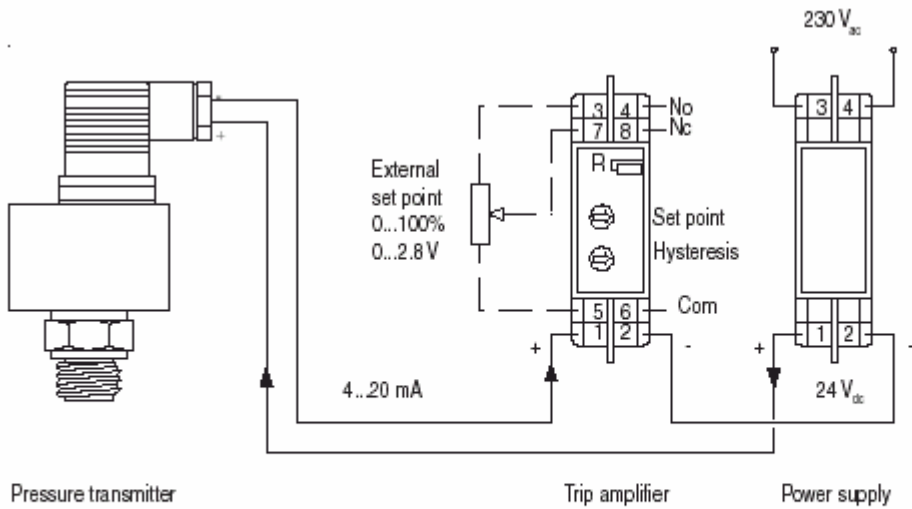 230 Vac
3 4 No
7 8 Nc
3 4
R
External
set point
0...100%
0...2.8 V
Set point
Hysteresis
5 6 Com
1 2
+ -
1 2
+ -
- +
4...20 mA
24 Vdc
Pressure transmitter
Trip amplifier
Power supply